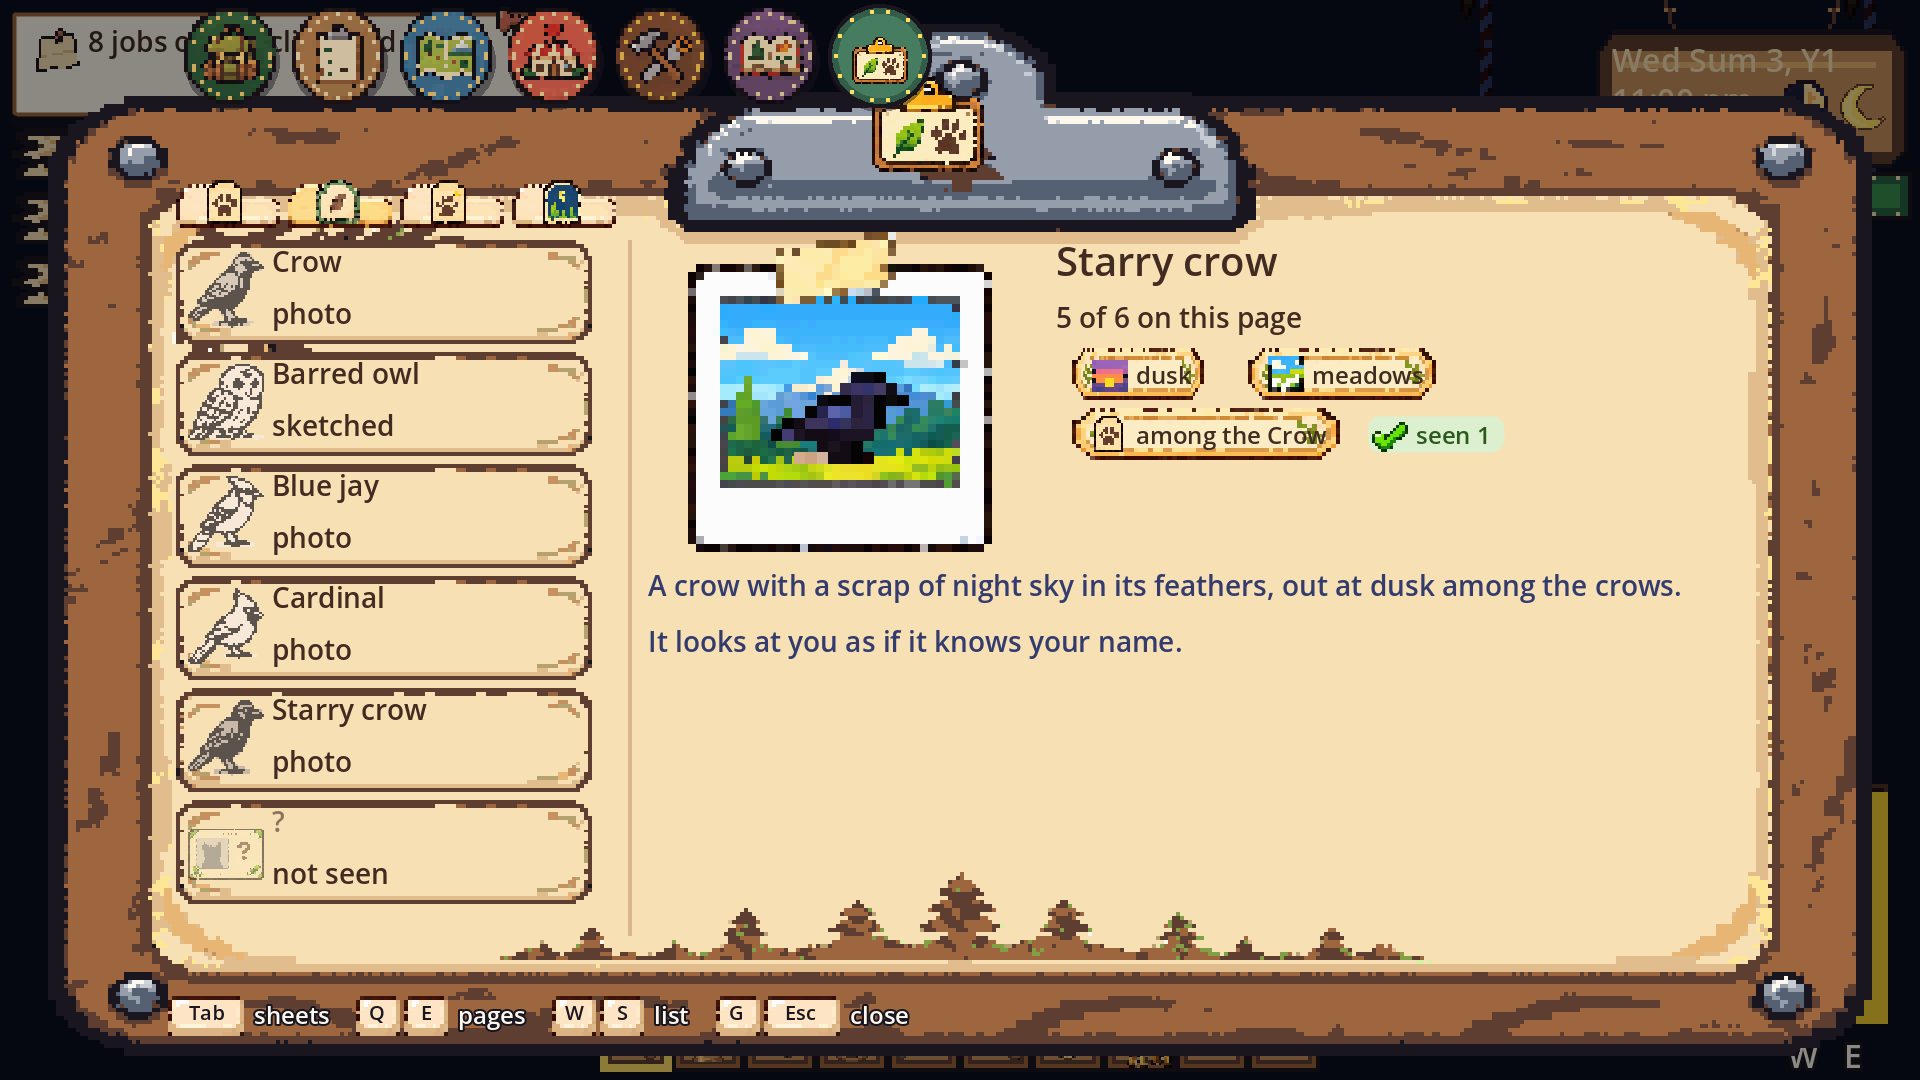 8 jobs
Wed Sum 3, Y1
Crow
photo
Barred owl
sketched
Blue jay
photo
Cardinal
photo
Starry crow
photo
?
not seen
Starry crow
5 of 6 on this page
dusk
meadows
among the Crow
seen 1
A crow with a scrap of night sky in its feathers, out at dusk among the crows.
It looks at you as if it knows your name.
Tab sheets Q E pages W S list G Esc close
W E